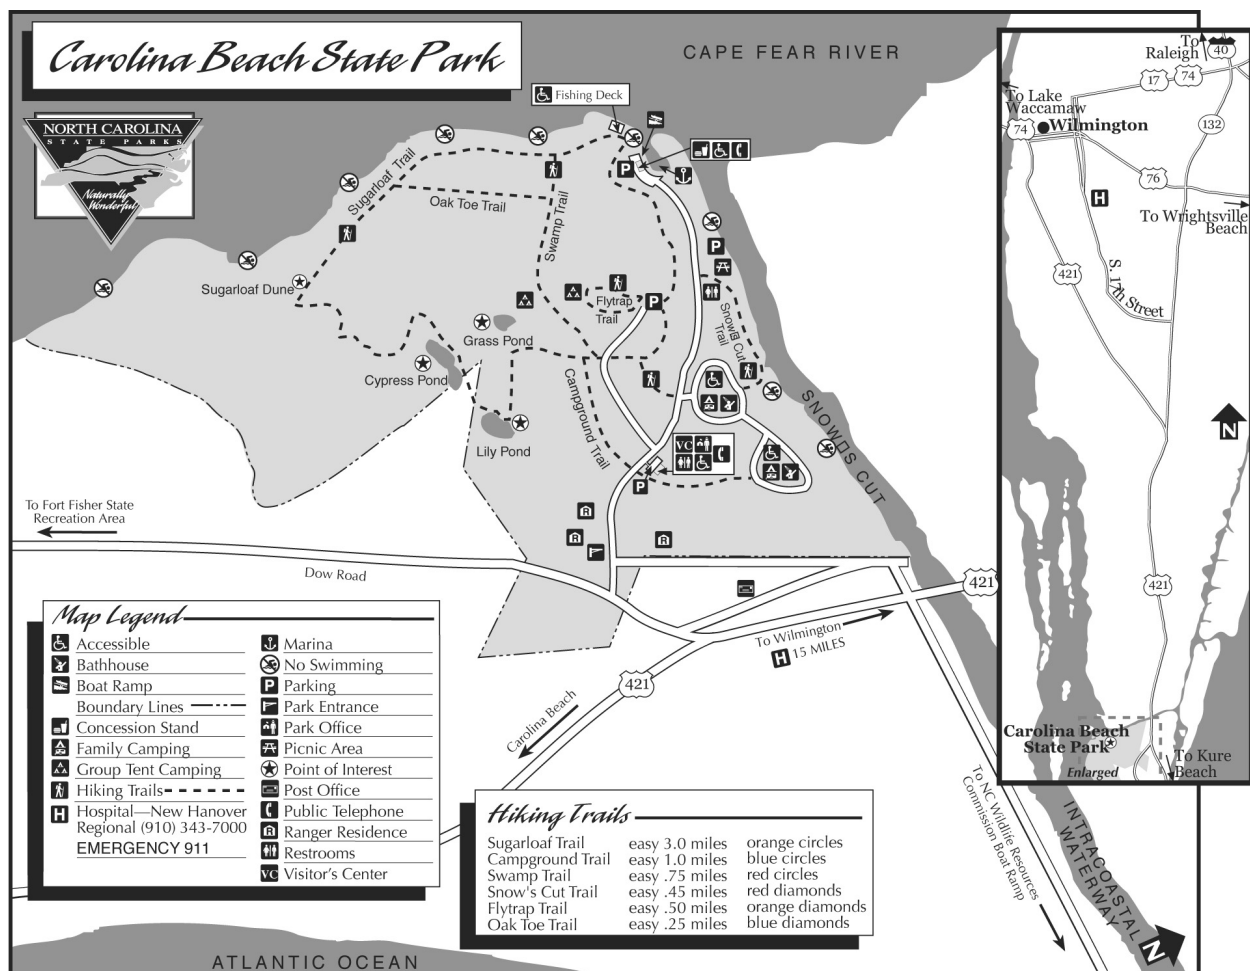 Carolina Beach State Park
CAPE FEAR RIVER
NORTH CAROLINA
STATE PARKS
Naturally
Wonderful
Fishing Deck
Sugarloaf Trail
Oak Toe Trail
Swamp Trail
Sugarloaf Dune
Flytrap
Trail
Grass Pond
Cypress Pond
Lily Pond
Campground Trail
Snow Cut
Trail
SNOW S CUT
P
P
P
P
VC
R
R
R
To Fort Fisher State
Recreation Area
Dow Road
421
To Wilmington
H 15 MILES
421
Carolina Beach
To NC Wildlife Resources
Commission Boat Ramp
INTRACOASTAL
WATERWAY
N
ATLANTIC OCEAN
Map Legend
Accessible
Bathhouse
Boat Ramp
Boundary Lines
Concession Stand
Family Camping
Group Tent Camping
Hiking Trails
H Hospital—New Hanover
Regional (910) 343-7000
EMERGENCY 911
Marina
No Swimming
P Parking
Park Entrance
Park Office
Picnic Area
Point of Interest
Post Office
Public Telephone
R Ranger Residence
Restrooms
VC Visitor's Center
Hiking Trails
Sugarloaf Trail easy 3.0 miles orange circles
Campground Trail easy 1.0 miles blue circles
Swamp Trail easy .75 miles red circles
Snow's Cut Trail easy .45 miles red diamonds
Flytrap Trail easy .50 miles orange diamonds
Oak Toe Trail easy .25 miles blue diamonds
To
Raleigh
40
17
74
To Lake
Waccamaw
74
Wilmington
132
76
H
To Wrightsville
Beach
421
S. 17th Street
N
421
Carolina Beach
State Park
To Kure
Beach
Enlarged